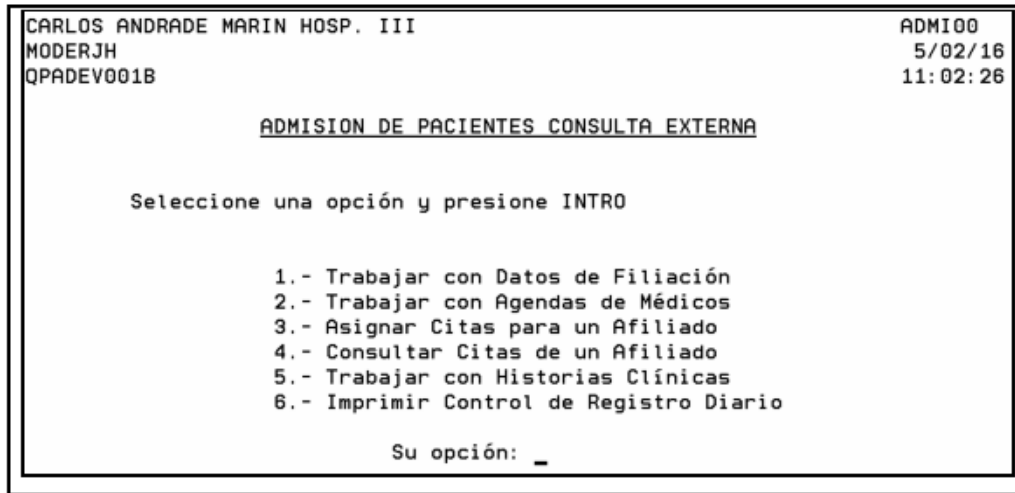 CARLOS ANDRADE MARIN HOSP. III ADMI00
MODERJH 5/02/16
QPADEV001B 11:02:26
ADMISION DE PACIENTES CONSULTA EXTERNA
Seleccione una opción y presione INTRO
1.- Trabajar con Datos de Filiación
2.- Trabajar con Agendas de Médicos
3.- Asignar Citas para un Afiliado
4.- Consultar Citas de un Afiliado
5.- Trabajar con Historias Clínicas
6.- Imprimir Control de Registro Diario
Su opción: _